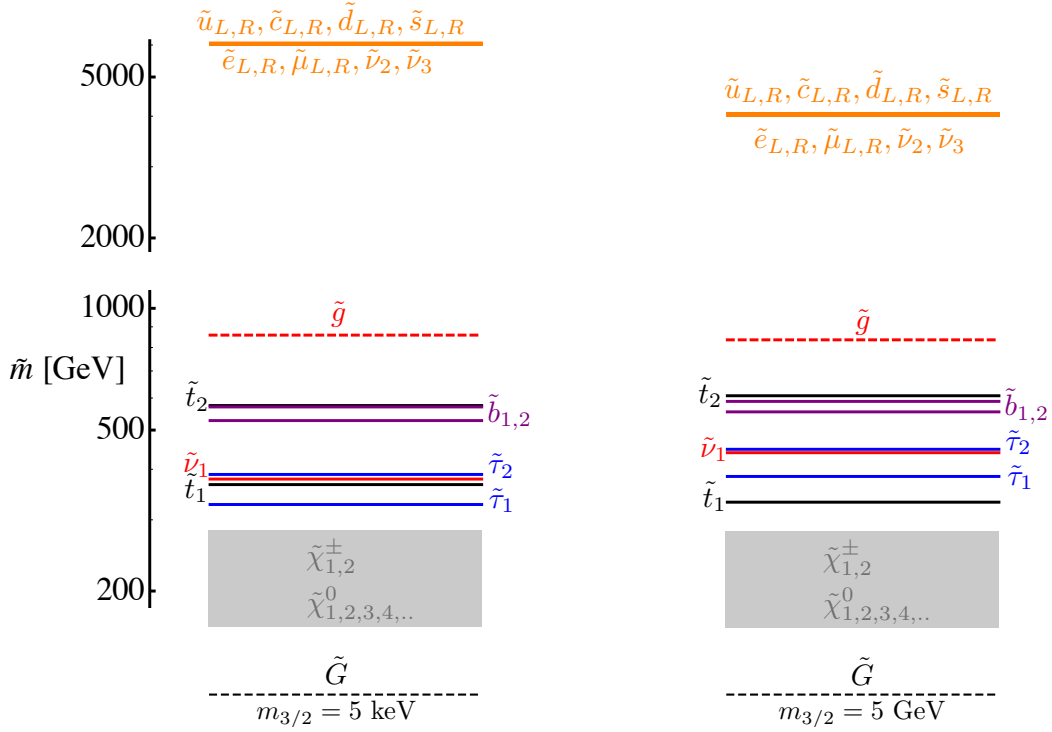 ũ_{L,R}, c̃_{L,R}, d̃_{L,R}, s̃_{L,R}
ẽ_{L,R}, μ̃_{L,R}, ν̃_2, ν̃_3
5000
2000
1000
m̃ [GeV]
500
200
g̃
t̃_2
b̃_{1,2}
ν̃_1
τ̃_2
t̃_1
τ̃_1
χ̃^±_{1,2}
χ̃^0_{1,2,3,4,..}
G̃
m_{3/2} = 5 keV
ũ_{L,R}, c̃_{L,R}, d̃_{L,R}, s̃_{L,R}
ẽ_{L,R}, μ̃_{L,R}, ν̃_2, ν̃_3
g̃
t̃_2
b̃_{1,2}
ν̃_1
τ̃_2
τ̃_1
t̃_1
χ̃^±_{1,2}
χ̃^0_{1,2,3,4,..}
G̃
m_{3/2} = 5 GeV